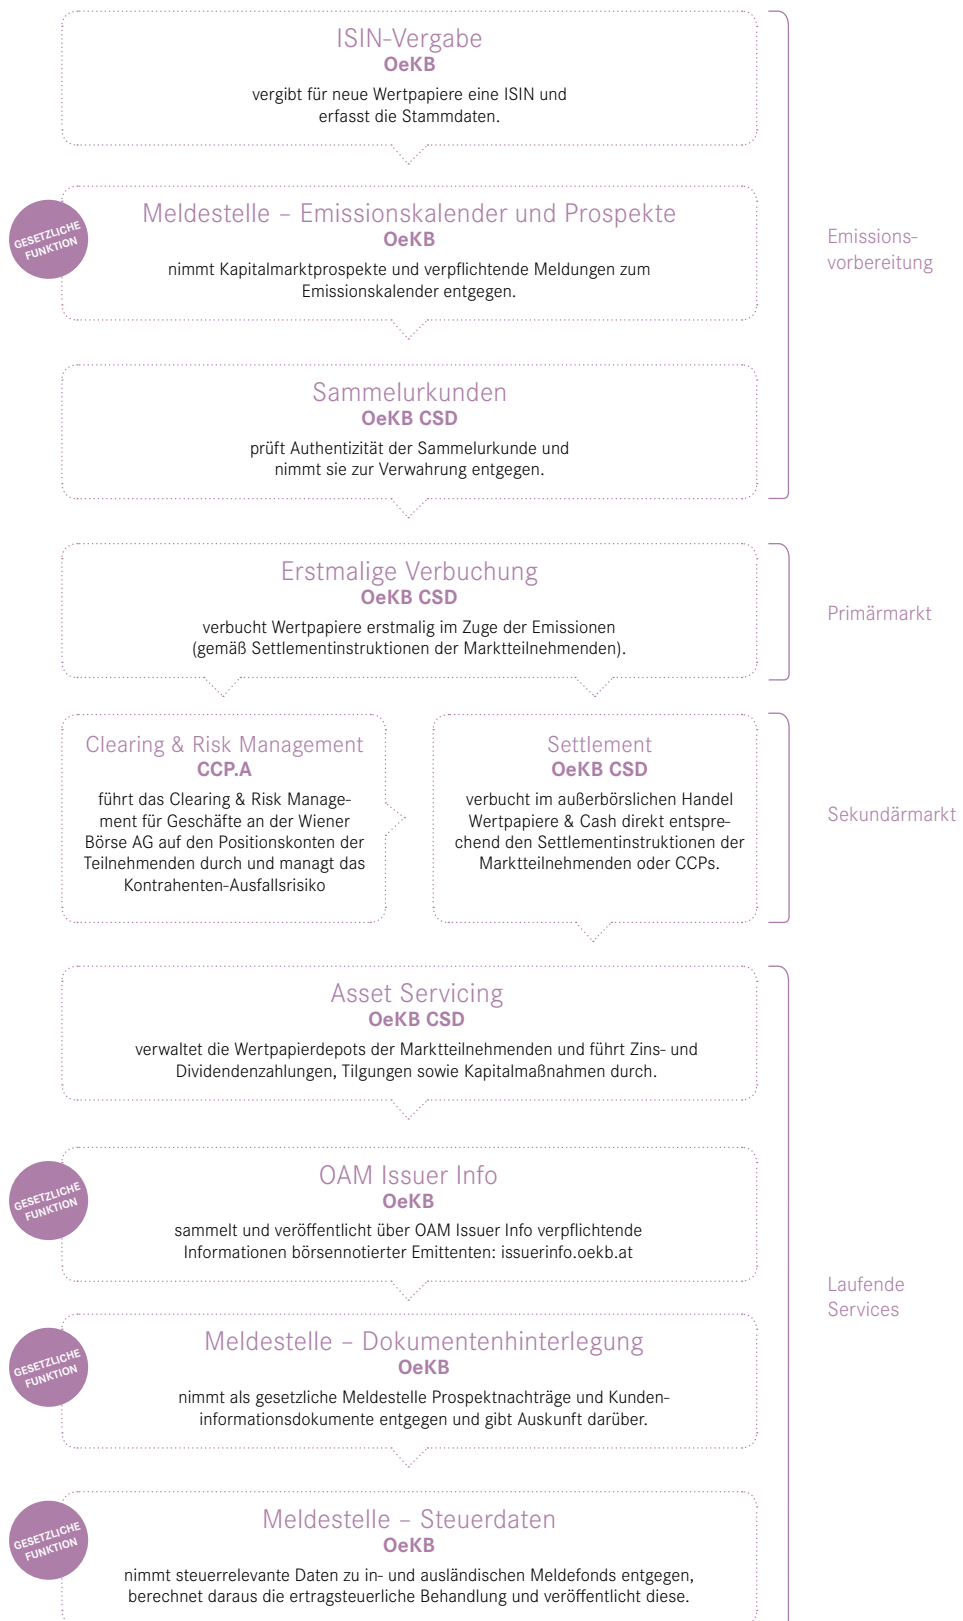 ISIN-Vergabe
OeKB
vergibt für neue Wertpapiere eine ISIN und
erfasst die Stammdaten.
GESETZLICHE
FUNKTION
Meldestelle – Emissionskalender und Prospekte
OeKB
nimmt Kapitalmarktprospekte und verpflichtende Meldungen zum
Emissionskalender entgegen.
Emissions-
vorbereitung
Sammelurkunden
OeKB CSD
prüft Authentizität der Sammelurkunde und
nimmt sie zur Verwahrung entgegen.
Erstmalige Verbuchung
OeKB CSD
verbucht Wertpapiere erstmalig im Zuge der Emissionen
(gemäß Settlementinstruktionen der Marktteilnehmenden).
Primärmarkt
Clearing & Risk Management
CCP.A
führt das Clearing & Risk Manage-
ment für Geschäfte an der Wiener
Börse AG auf den Positionskonten der
Teilnehmenden durch und managt das
Kontrahenten-Ausfallsrisiko
Settlement
OeKB CSD
verbucht im außerbörslichen Handel
Wertpapiere & Cash direkt entspre-
chend den Settlementinstruktionen der
Marktteilnehmenden oder CCPs.
Sekundärmarkt
Asset Servicing
OeKB CSD
verwaltet die Wertpapierdepots der Marktteilnehmenden und führt Zins- und
Dividendenzahlungen, Tilgungen sowie Kapitalmaßnahmen durch.
GESETZLICHE
FUNKTION
OAM Issuer Info
OeKB
sammelt und veröffentlicht über OAM Issuer Info verpflichtende
Informationen börsennotierter Emittenten: issuerinfo.oekb.at
Laufende
Services
GESETZLICHE
FUNKTION
Meldestelle – Dokumentenhinterlegung
OeKB
nimmt als gesetzliche Meldestelle Prospektnachträge und Kunden-
informationsdokumente entgegen und gibt Auskunft darüber.
GESETZLICHE
FUNKTION
Meldestelle – Steuerdaten
OeKB
nimmt steuerrelevante Daten zu in- und ausländischen Meldefonds entgegen,
berechnet daraus die ertragsteuerliche Behandlung und veröffentlicht diese.